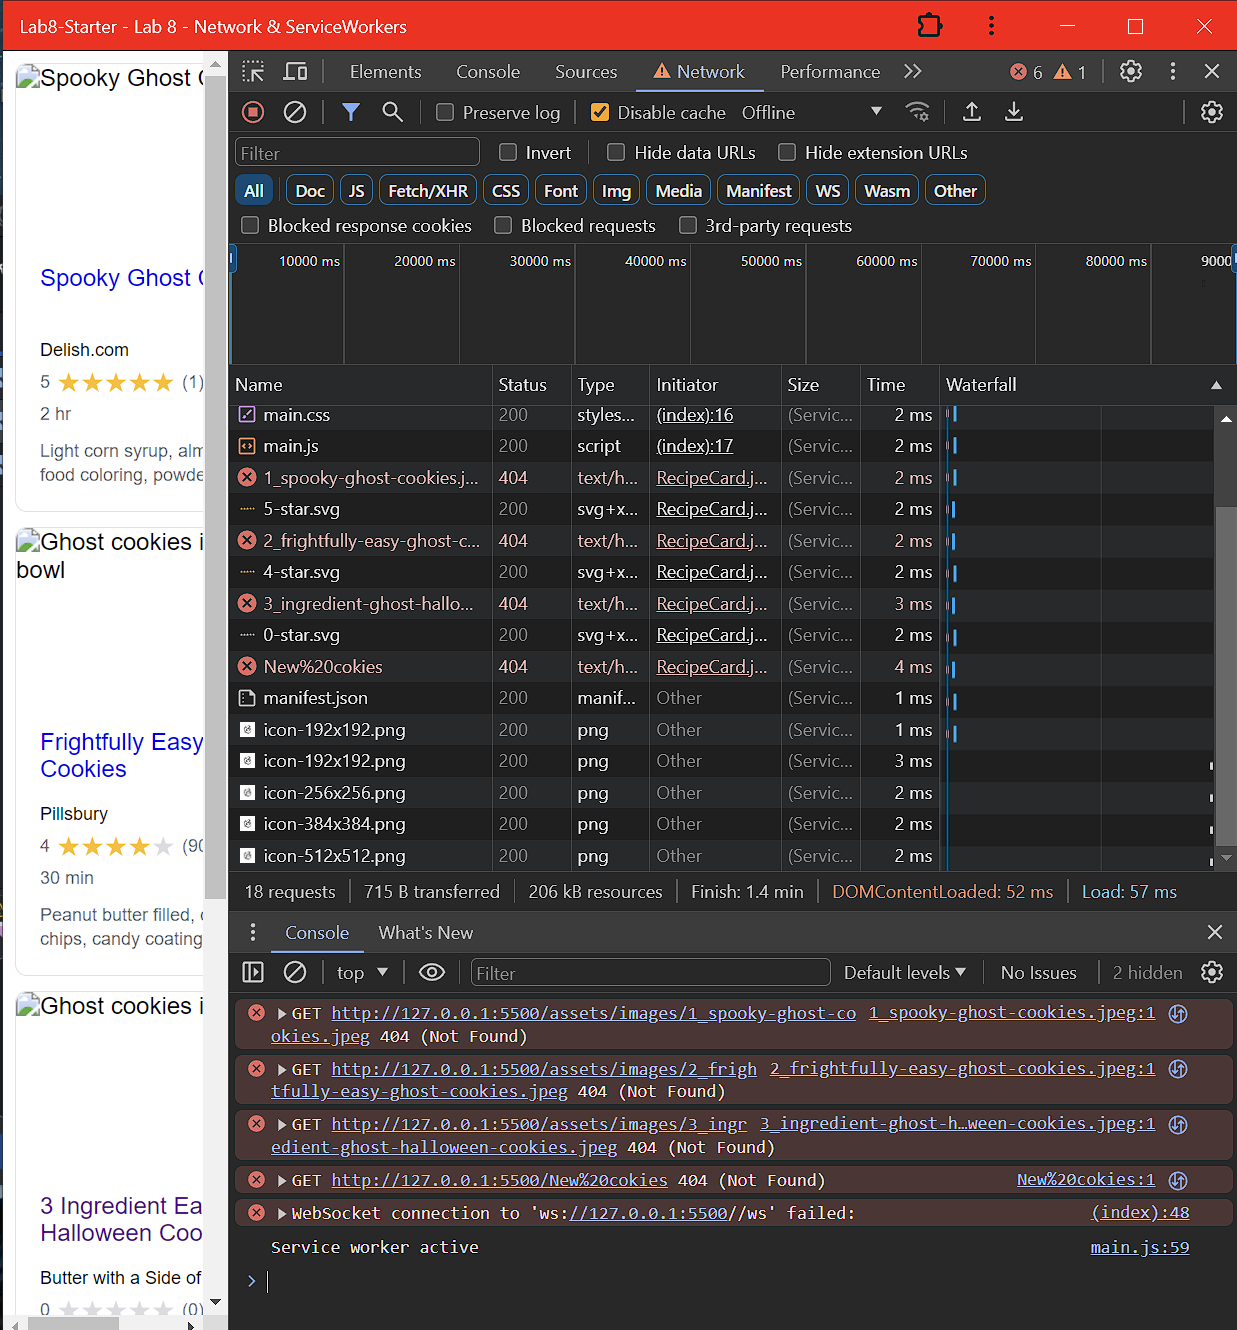 Lab8-Starter - Lab 8 - Network & ServiceWorkers
Spooky Ghost C
Spooky Ghost
Delish.com
5 (1)
2 hr
Light corn syrup, alm
food coloring, powde
Ghost cookies i
bowl
Frightfully Easy
Cookies
Pillsbury
4 (90
30 min
Peanut butter filled,
chips, candy coating
Ghost cookies i
3 Ingredient Ea
Halloween Coo
Butter with a Side of
0 (0)
Elements Console Sources Network Performance 6 1
Preserve log Disable cache Offline
Filter Invert Hide data URLs Hide extension URLs
All Doc JS Fetch/XHR CSS Font Img Media Manifest WS Wasm Other
Blocked response cookies Blocked requests 3rd-party requests
10000 ms 20000 ms 30000 ms 40000 ms 50000 ms 60000 ms 70000 ms 80000 ms 9000
Name Status Type Initiator Size Time Waterfall
main.css 200 styles... (index):16 (Servic... 2 ms
main.js 200 script (index):17 (Servic... 2 ms
1_spooky-ghost-cookies.j... 404 text/h... RecipeCard.j... (Servic... 2 ms
5-star.svg 200 svg+x... RecipeCard.j... (Servic... 2 ms
2_frightfully-easy-ghost-c... 404 text/h... RecipeCard.j... (Servic... 2 ms
4-star.svg 200 svg+x... RecipeCard.j... (Servic... 2 ms
3_ingredient-ghost-hallo... 404 text/h... RecipeCard.j... (Servic... 3 ms
0-star.svg 200 svg+x... RecipeCard.j... (Servic... 2 ms
New%20cokies 404 text/h... RecipeCard.j... (Servic... 4 ms
manifest.json 200 manif... Other (Servic... 1 ms
icon-192x192.png 200 png Other (Servic... 1 ms
icon-192x192.png 200 png Other (Servic... 3 ms
icon-256x256.png 200 png Other (Servic... 2 ms
icon-384x384.png 200 png Other (Servic... 2 ms
icon-512x512.png 200 png Other (Servic... 2 ms
18 requests 715 B transferred 206 kB resources Finish: 1.4 min DOMContentLoaded: 52 ms Load: 57 ms
Console What's New
top Filter Default levels No Issues 2 hidden
GET http://127.0.0.1:5500/assets/images/1_spooky-ghost-co 1_spooky-ghost-cookies.jpeg:1
okies.jpeg 404 (Not Found)
GET http://127.0.0.1:5500/assets/images/2_frigh 2_frightfully-easy-ghost-cookies.jpeg:1
tfully-easy-ghost-cookies.jpeg 404 (Not Found)
GET http://127.0.0.1:5500/assets/images/3_ingr 3_ingredient-ghost-h…ween-cookies.jpeg:1
edient-ghost-halloween-cookies.jpeg 404 (Not Found)
GET http://127.0.0.1:5500/New%20cokies 404 (Not Found) New%20cokies:1
WebSocket connection to 'ws://127.0.0.1:5500//ws' failed: (index):48
Service worker active main.js:59